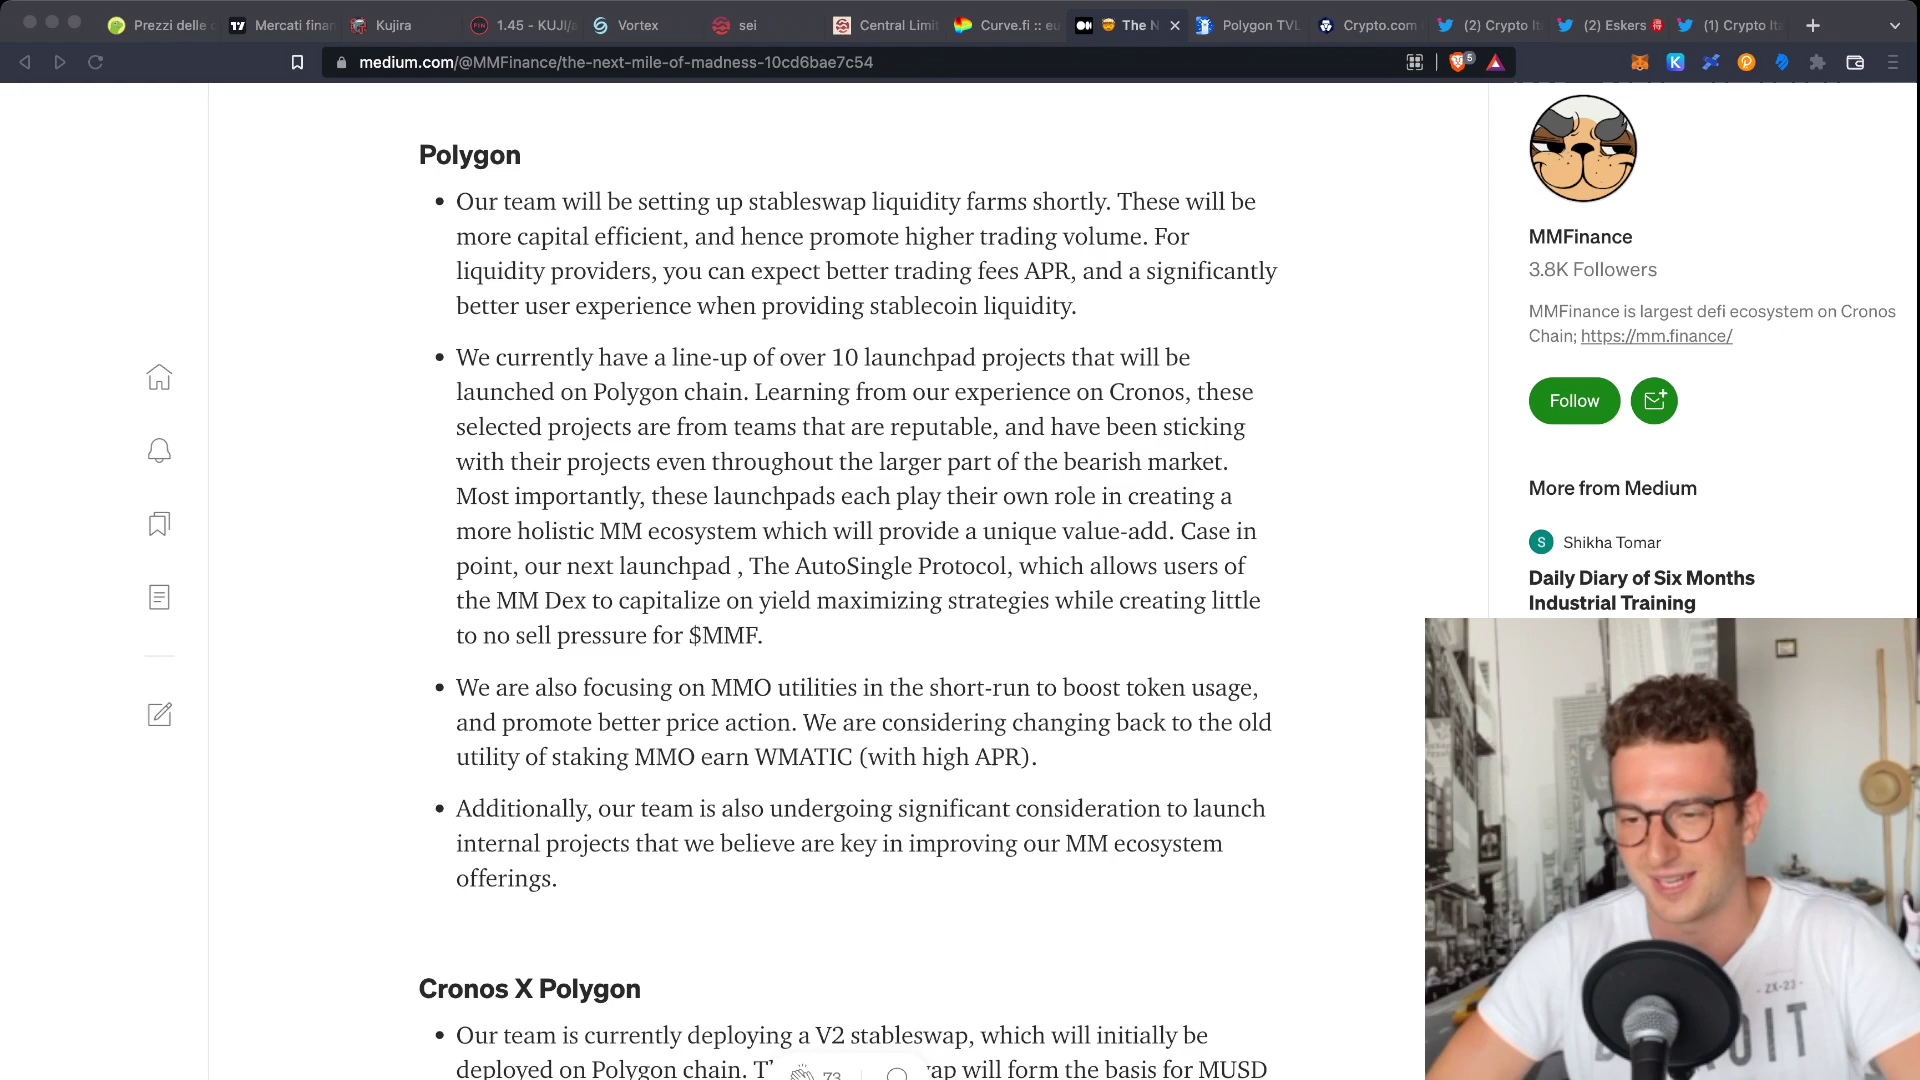 Prezzi delle c
Mercati finan
Kujira
1.45 - KUJI/a
Vortex
sei
Central Limit
Curve.fi :: eu
The N
Polygon TVL
Crypto.com
(2) Crypto Ita
(2) Eskers
(1) Crypto Ita
medium.com/@MMFinance/the-next-mile-of-madness-10cd6bae7c54
5
Polygon
• Our team will be setting up stableswap liquidity farms shortly. These will be
more capital efficient, and hence promote higher trading volume. For
liquidity providers, you can expect better trading fees APR, and a significantly
better user experience when providing stablecoin liquidity.
• We currently have a line-up of over 10 launchpad projects that will be
launched on Polygon chain. Learning from our experience on Cronos, these
selected projects are from teams that are reputable, and have been sticking
with their projects even throughout the larger part of the bearish market.
Most importantly, these launchpads each play their own role in creating a
more holistic MM ecosystem which will provide a unique value-add. Case in
point, our next launchpad , The AutoSingle Protocol, which allows users of
the MM Dex to capitalize on yield maximizing strategies while creating little
to no sell pressure for $MMF.
• We are also focusing on MMO utilities in the short-run to boost token usage,
and promote better price action. We are considering changing back to the old
utility of staking MMO earn WMATIC (with high APR).
• Additionally, our team is also undergoing significant consideration to launch
internal projects that we believe are key in improving our MM ecosystem
offerings.
Cronos X Polygon
• Our team is currently deploying a V2 stableswap, which will initially be
deployed on Polygon chain. T
ap will form the basis for MUSD
73
MMFinance
3.8K Followers
MMFinance is largest defi ecosystem on Cronos
Chain; https://mm.finance/
Follow
More from Medium
S Shikha Tomar
Daily Diary of Six Months
Industrial Training
- ZX-23 -